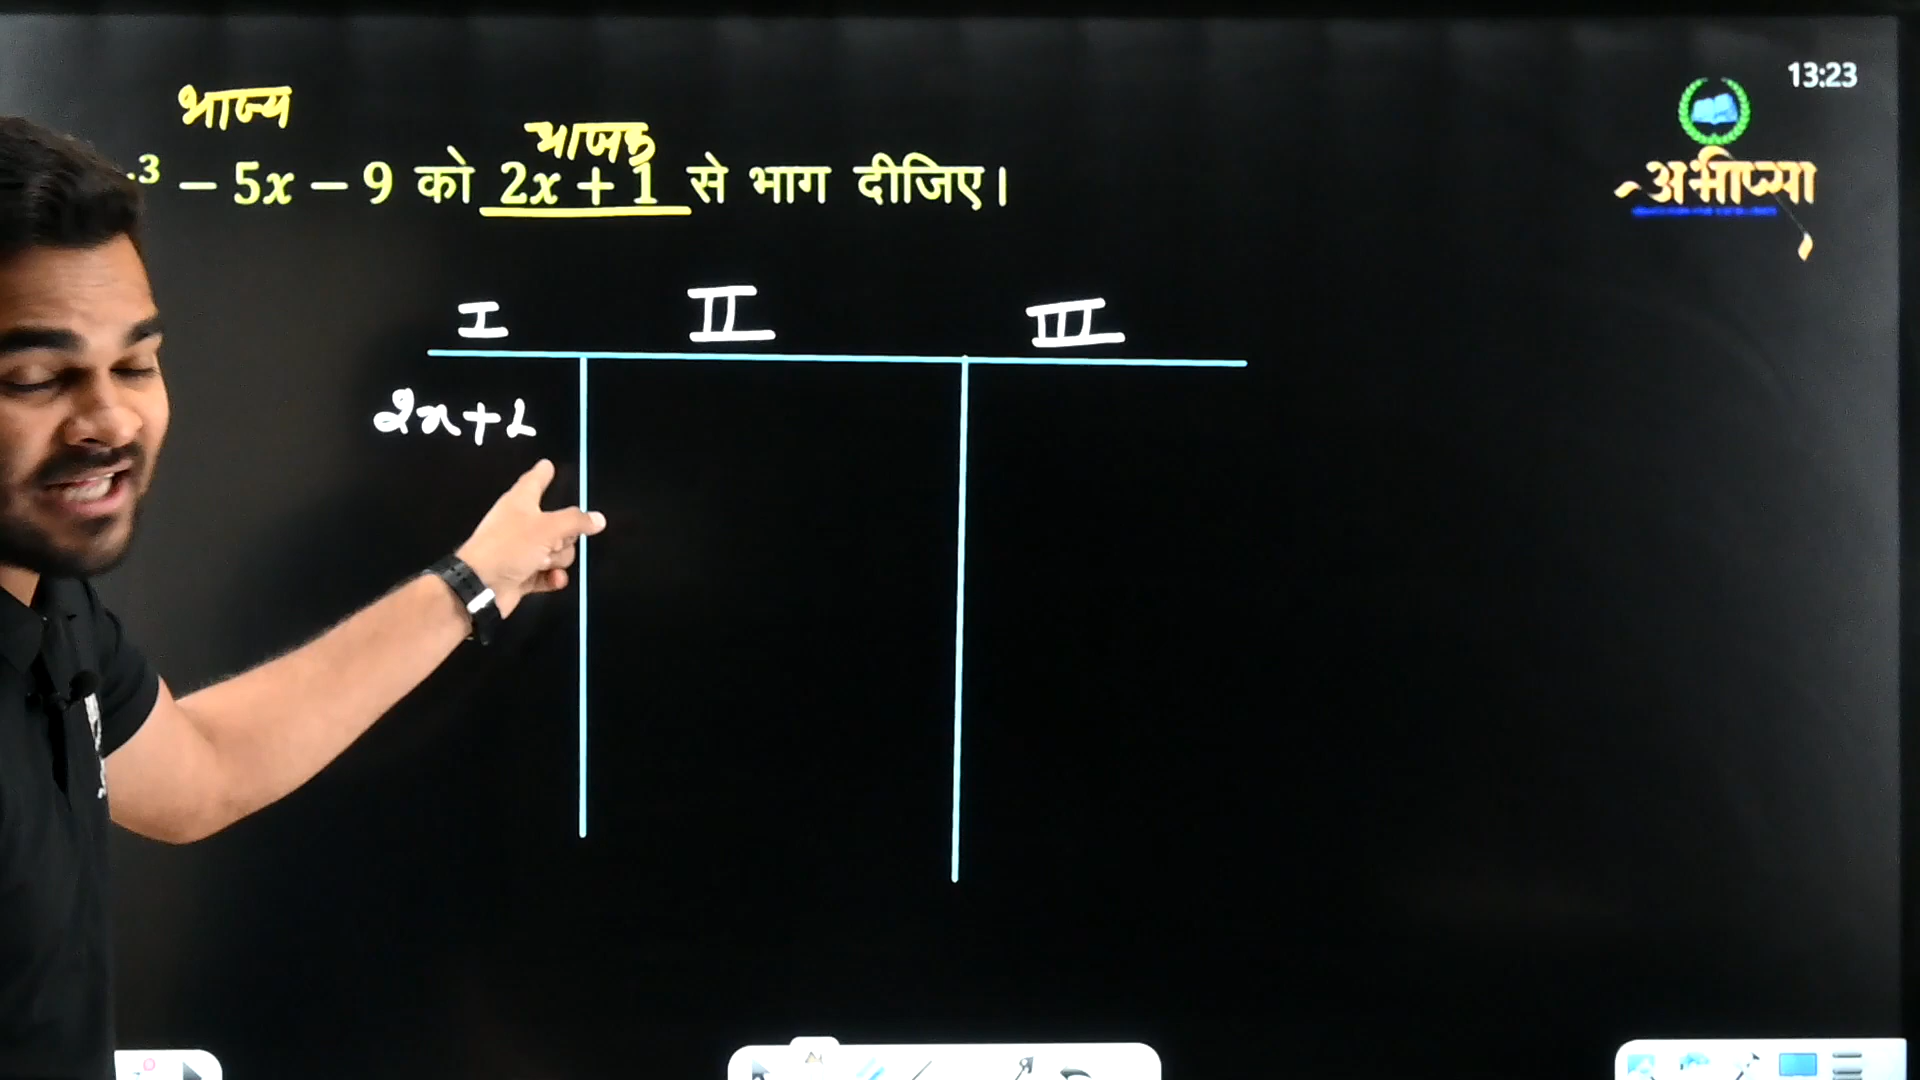 13:23
भाज्य
भाजक
³ − 5x − 9 को 2x + 1 से भाग दीजिए।
अभीप्सा
I II III
2x+1